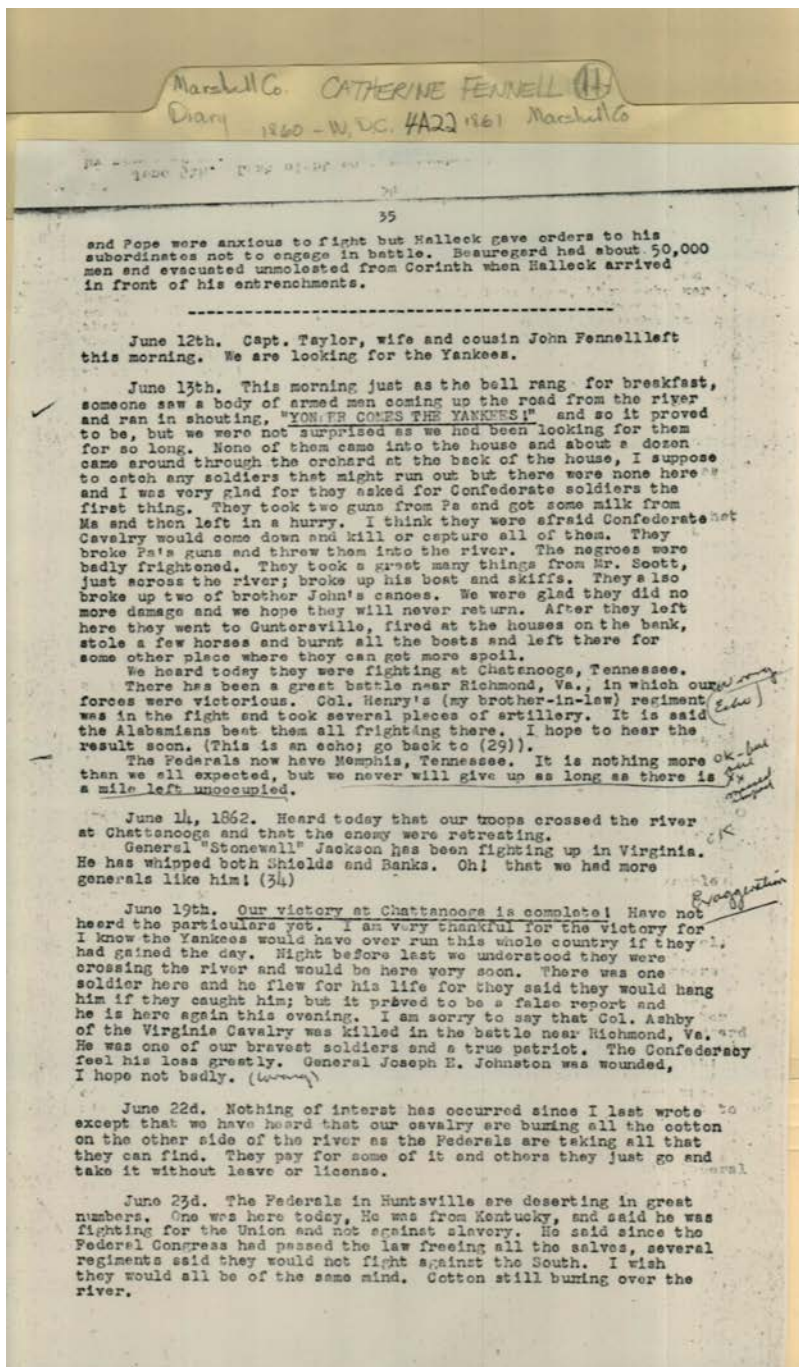 Marshall Co. CATHERINE FENNELL 11
Diary 1860 - W, D.C. 4A22 1861 Marshall Co
35
and Pope were anxious to fight but Halleck gave orders to his
subordinates not to engage in battle. Beauregard had about 50,000
men and evacuated unmolested from Corinth when Halleck arrived
in front of his entrenchments.
June 12th. Capt. Taylor, wife and cousin John Fennellleft
this morning. We are looking for the Yankees.
June 13th. This morning just as the bell rang for breakfast,
someone saw a body of armed men coming up the road from the river
and ran in shouting, "YONDER COMES THE YANKEES!" and so it proved
to be, but we were not surprised as we had been looking for them
for so long. None of them came into the house and about a dozen
came around through the orchard at the back of the house, I suppose
to catch any soldiers that might run out but there were none here
and I was very glad for they asked for Confederate soldiers the
first thing. They took two guns from Pa and got some milk from
Ma and then left in a hurry. I think they were afraid Confederate
Cavalry would come down and kill or capture all of them. They
broke Pa's guns and threw them into the river. The negroes were
badly frightened. They took a great many things from Mr. Scott,
just across the river; broke up his boat and skiffs. They also
broke up two of brother John's canoes. We were glad they did no
more damage and we hope they will never return. After they left
here they went to Guntersville, fired at the houses on the bank,
stole a few horses and burnt all the boats and left there for
some other place where they can get more spoil.
We heard today they were fighting at Chatanooga, Tennessee.
There has been a great battle near Richmond, Va., in which our
forces were victorious. Col. Henry's (my brother-in-law) regiment (Echo)
was in the fight and took several pieces of artillery. It is said
the Alabamians beat them all frighting there. I hope to hear the
result soon. (This is an echo; go back to (29)).
The Federals now have Memphis, Tennessee. It is nothing more OK
than we all expected, but we never will give up as long as there is
a mile left unoccupied.
June 14, 1862. Heard today that our troops crossed the river
at Chattanooga and that the enemy were retreating. OK
General "Stonewall" Jackson has been fighting up in Virginia.
He has whipped both Shields and Banks. Oh! that we had more
generals like him! (34)
Exaggeration
June 19th. Our victory at Chattanooga is complete! Have not
heard the particulars yet. I am very thankful for the victory for
I know the Yankees would have over run this whole country if they
had gained the day. Night before last we understood they were
crossing the river and would be here very soon. There was one
soldier here and he flew for his life for they said they would hang
him if they caught him; but it proved to be a false report and
he is here again this evening. I am sorry to say that Col. Ashby
of the Virginia Cavalry was killed in the battle near Richmond, Va.
He was one of our bravest soldiers and a true patriot. The Confederacy
feel his loss greatly. General Joseph E. Johnston was wounded,
I hope not badly. (wrong)
June 22d. Nothing of interst has occurred since I last wrote
except that we have heard that our cavalry are buming all the cotton
on the other side of the river as the Federals are taking all that
they can find. They pay for some of it and others they just go and
take it without leave or license.
June 23d. The Federals in Huntsville are deserting in great
numbers. One was here today, He was from Kentucky, and said he was
fighting for the Union and not against slavery. He said since the
Federal Congress had passed the law freeing all the salves, several
regiments said they would not fight against the South. I wish
they would all be of the same mind. Cotton still buming over the
river.